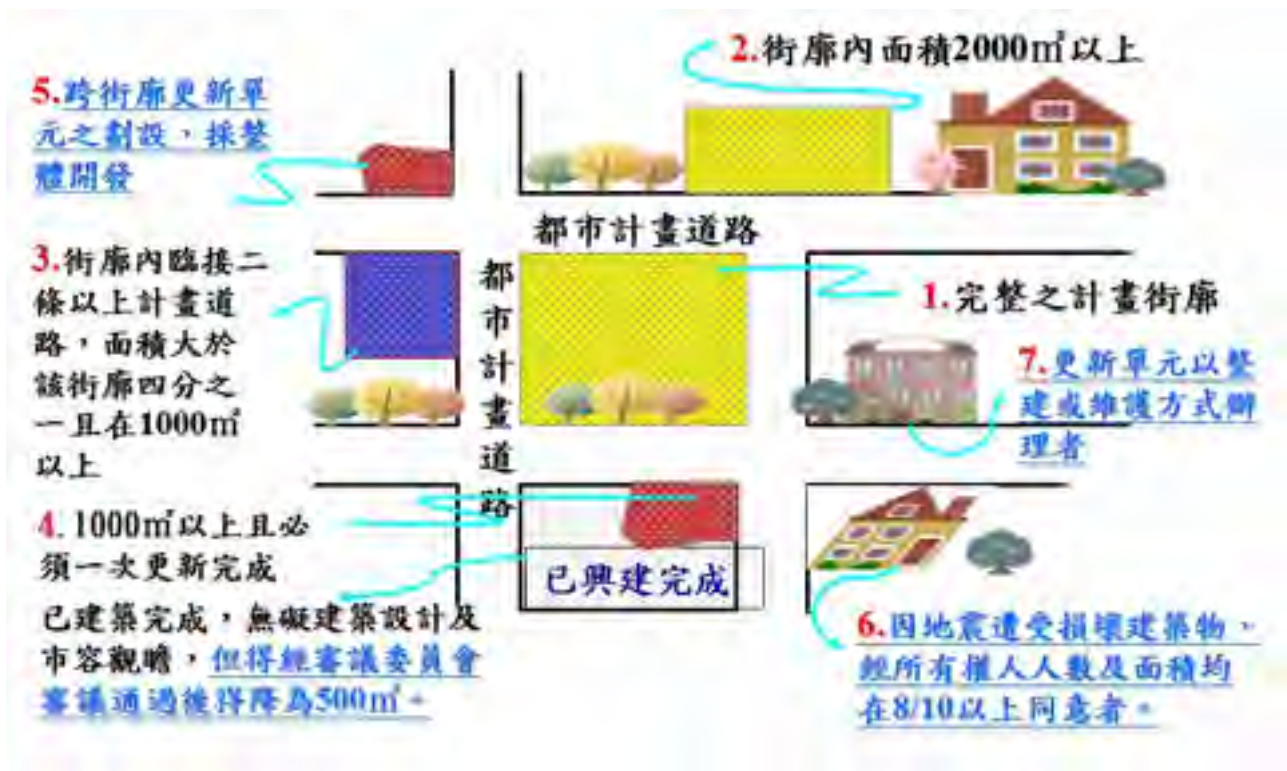 2.街廓內面積2000㎡以上
5.跨街廓更新單
元之劃設，採整
體開發
都市計畫道路
3.街廓內臨接二
條以上計畫道
路，面積大於
該街廓四分之
一且在1000㎡
以上
都市計畫道路
1.完整之計畫街廓
7.更新單元以整
建或維護方式辦
理者
4.1000㎡以上且必
須一次更新完成
已建築完成，無礙建築設計及
市容觀瞻，但得經審議委員會
審議通過後得降為500㎡。
已興建完成
6.因地震遭受損壞建築物、
經所有權人人數及面積均
在8/10以上同意者。